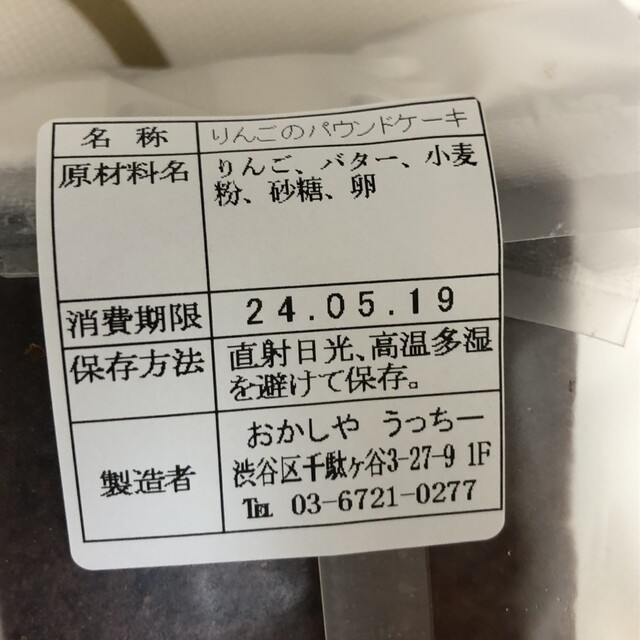 名称 りんごのパウンドケーキ
原材料名 りんご、バター、小麦
粉、砂糖、卵
消費期限 24.05.19
保存方法 直射日光、高温多湿
を避けて保存。
製造者 おかしや うっちー
渋谷区千駄ヶ谷3-27-9 1F
℡ 03-6721-0277